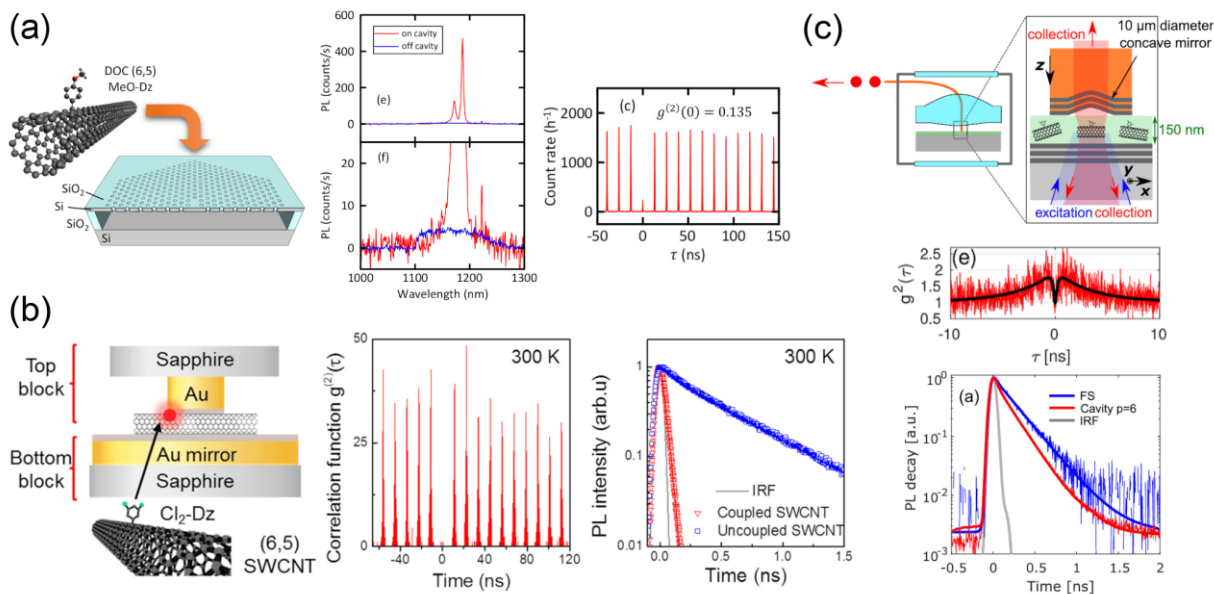 (a)
DOC (6,5)
MeO-Dz
SiO₂
Si
SiO₂
Si
PL (counts/s)
600
400
200
0
on cavity
off cavity
(e)
PL (counts/s)
20
10
0
(f)
1000
1100
1200
1300
Wavelength (nm)
Count rate (h⁻¹)
2000
1500
1000
500
0
(c)
g⁽²⁾(0) = 0.135
-50
0
25
50
75
100
125
150
τ (ns)
(b)
Top
block
Bottom
block
Sapphire
Au
Au mirror
Sapphire
Cl₂-Dz
(6,5)
SWCNT
Correlation function g⁽²⁾(τ)
50
35
25
15
0
300 K
-40
0
40
80
120
Time (ns)
PL intensity (arb.u)
1
0.1
0.01
300 K
IRF
Coupled SWCNT
Uncoupled SWCNT
0.0
0.5
1.0
1.5
Time (ns)
(c)
collection
10 µm diameter
concave mirror
z
150 nm
y
x
excitation
collection
(e)
g²(τ)
2.5
2
1.5
1
0.5
-10
0
10
τ [ns]
(a)
PL decay [a.u.]
10⁰
10⁻¹
10⁻²
10⁻³
FS
Cavity p=6
IRF
-0.5
0
0.5
1
1.5
2
Time [ns]